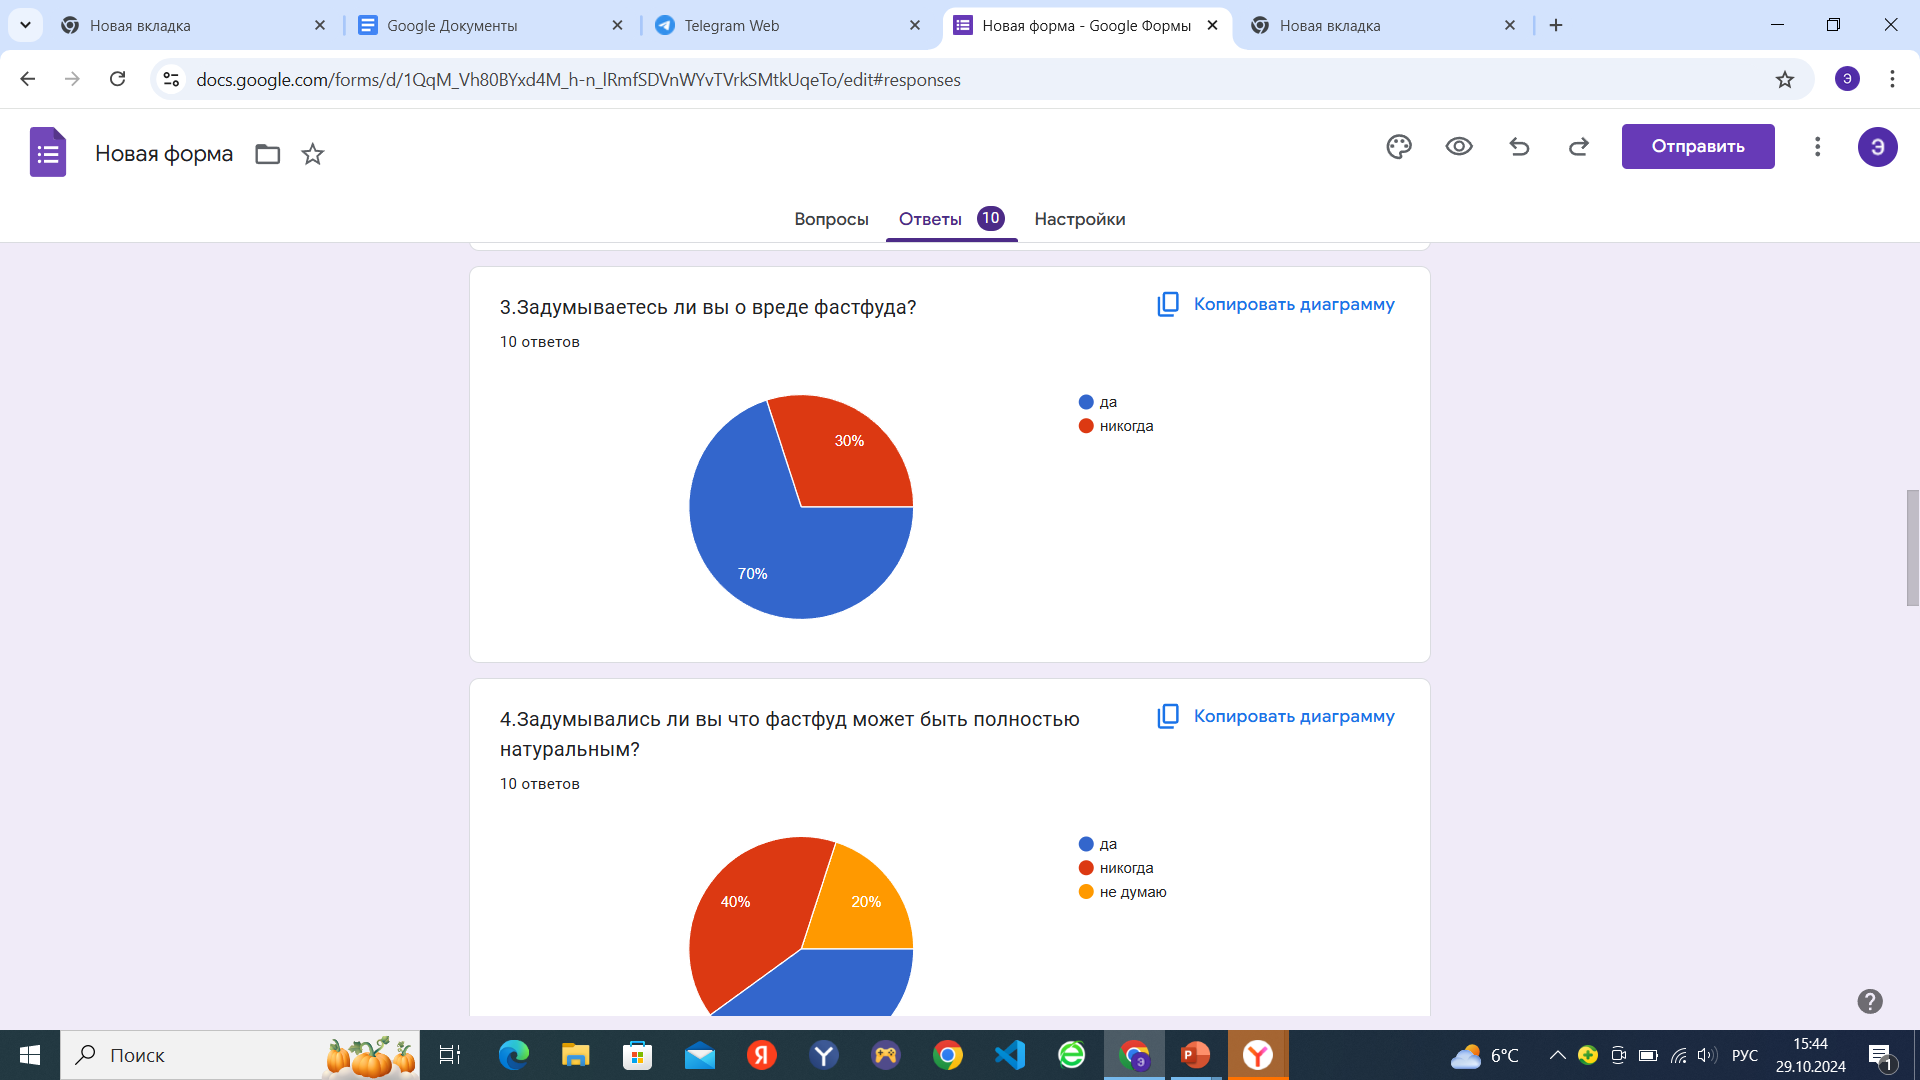 Новая вкладка
Google Документы
Telegram Web
Новая форма - Google Формы
Новая вкладка
docs.google.com/forms/d/1QqM_Vh80BYxd4M_h-n_lRmfSDVnWYvTVrkSMtkUqeTo/edit#responses
Э
Новая форма
Отправить
Э
Вопросы
Ответы 10
Настройки
3.Задумываетесь ли вы о вреде фастфуда?
Копировать диаграмму
10 ответов
да
никогда
30%
70%
4.Задумывались ли вы что фастфуд может быть полностью
натуральным?
Копировать диаграмму
10 ответов
да
никогда
не думаю
40%
20%
Поиск
6°C
РУС
15:44
29.10.2024
1